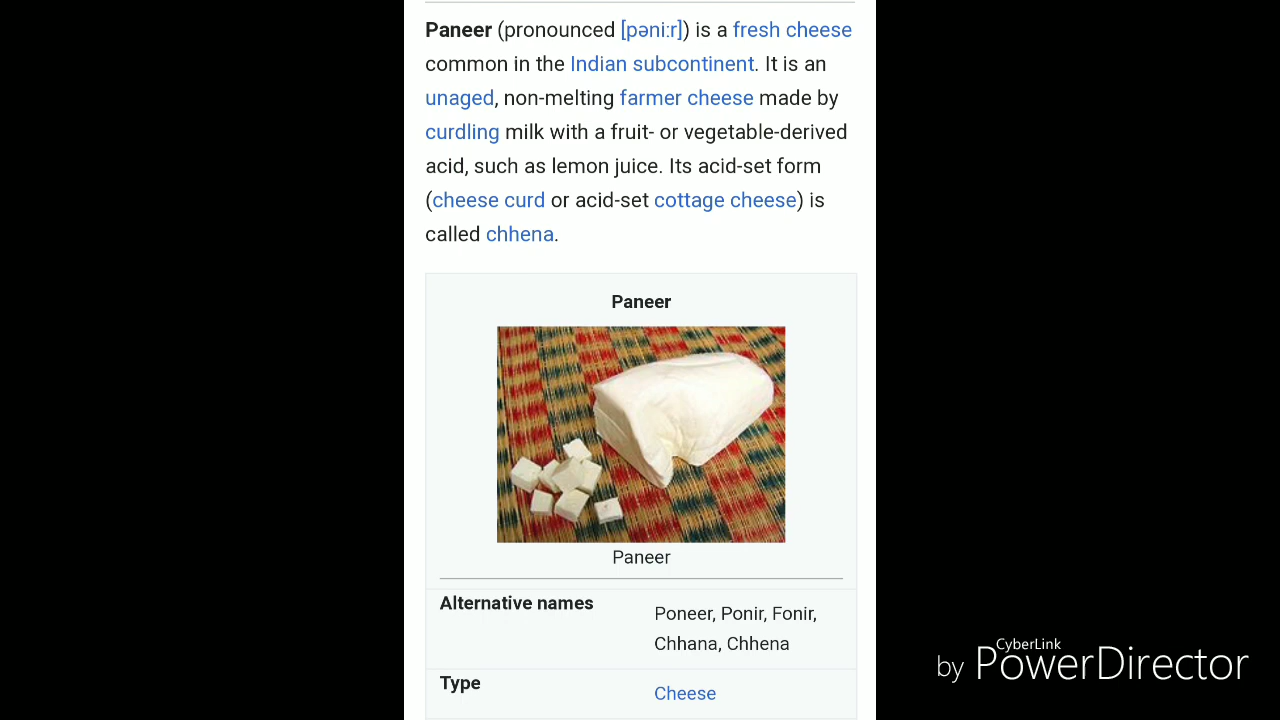 Paneer (pronounced [pəniːr]) is a fresh cheese
common in the Indian subcontinent. It is an
unaged, non-melting farmer cheese made by
curdling milk with a fruit- or vegetable-derived
acid, such as lemon juice. Its acid-set form
(cheese curd or acid-set cottage cheese) is
called chhena.
Paneer
Paneer
Alternative names
Poneer, Ponir, Fonir,
Chhana, Chhena
Type
Cheese
CyberLink
by PowerDirector